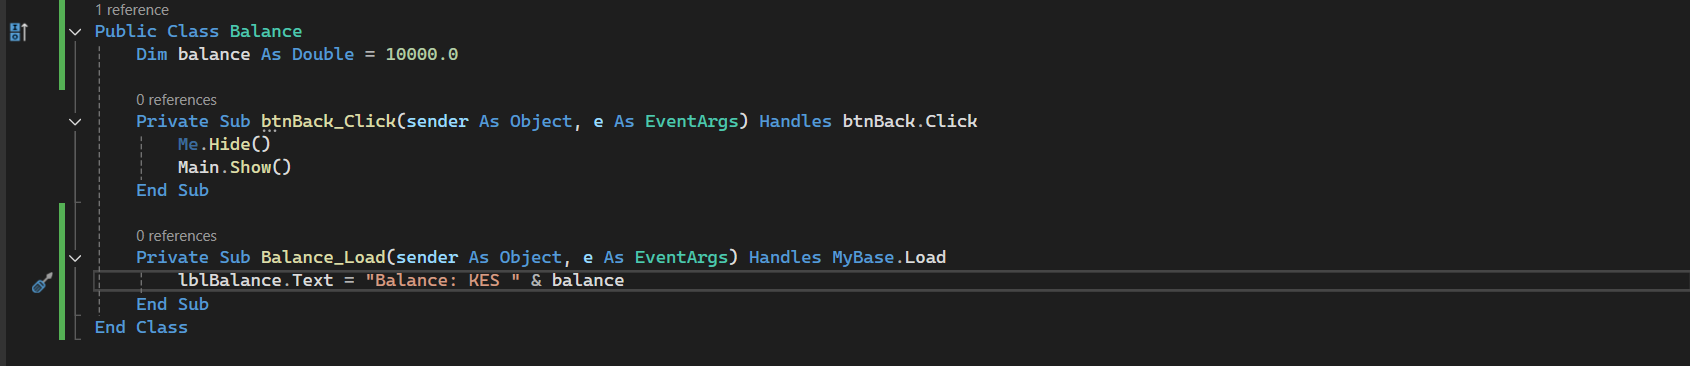 1 reference
Public Class Balance
Dim balance As Double = 10000.0
0 references
Private Sub btnBack_Click(sender As Object, e As EventArgs) Handles btnBack.Click
Me.Hide()
Main.Show()
End Sub
0 references
Private Sub Balance_Load(sender As Object, e As EventArgs) Handles MyBase.Load
lblBalance.Text = "Balance: KES " & balance
End Sub
End Class